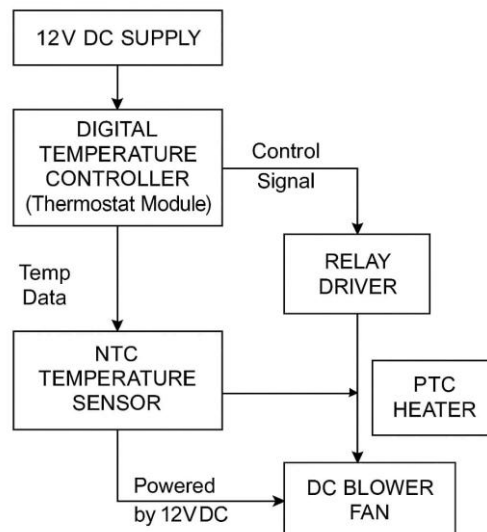 12V DC SUPPLY
DIGITAL
TEMPERATURE
CONTROLLER
(Thermostat Module)
Control
Signal
RELAY
DRIVER
Temp
Data
NTC
TEMPERATURE
SENSOR
PTC
HEATER
Powered
by 12VDC
DC BLOWER
FAN